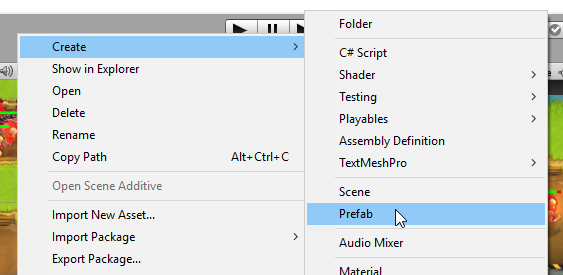 Create
Show in Explorer
Open
Delete
Rename
Copy Path Alt+Ctrl+C
Open Scene Additive
Import New Asset...
Import Package
Export Package...
Folder
C# Script
Shader
Testing
Playables
Assembly Definition
TextMeshPro
Scene
Prefab
Audio Mixer
Material